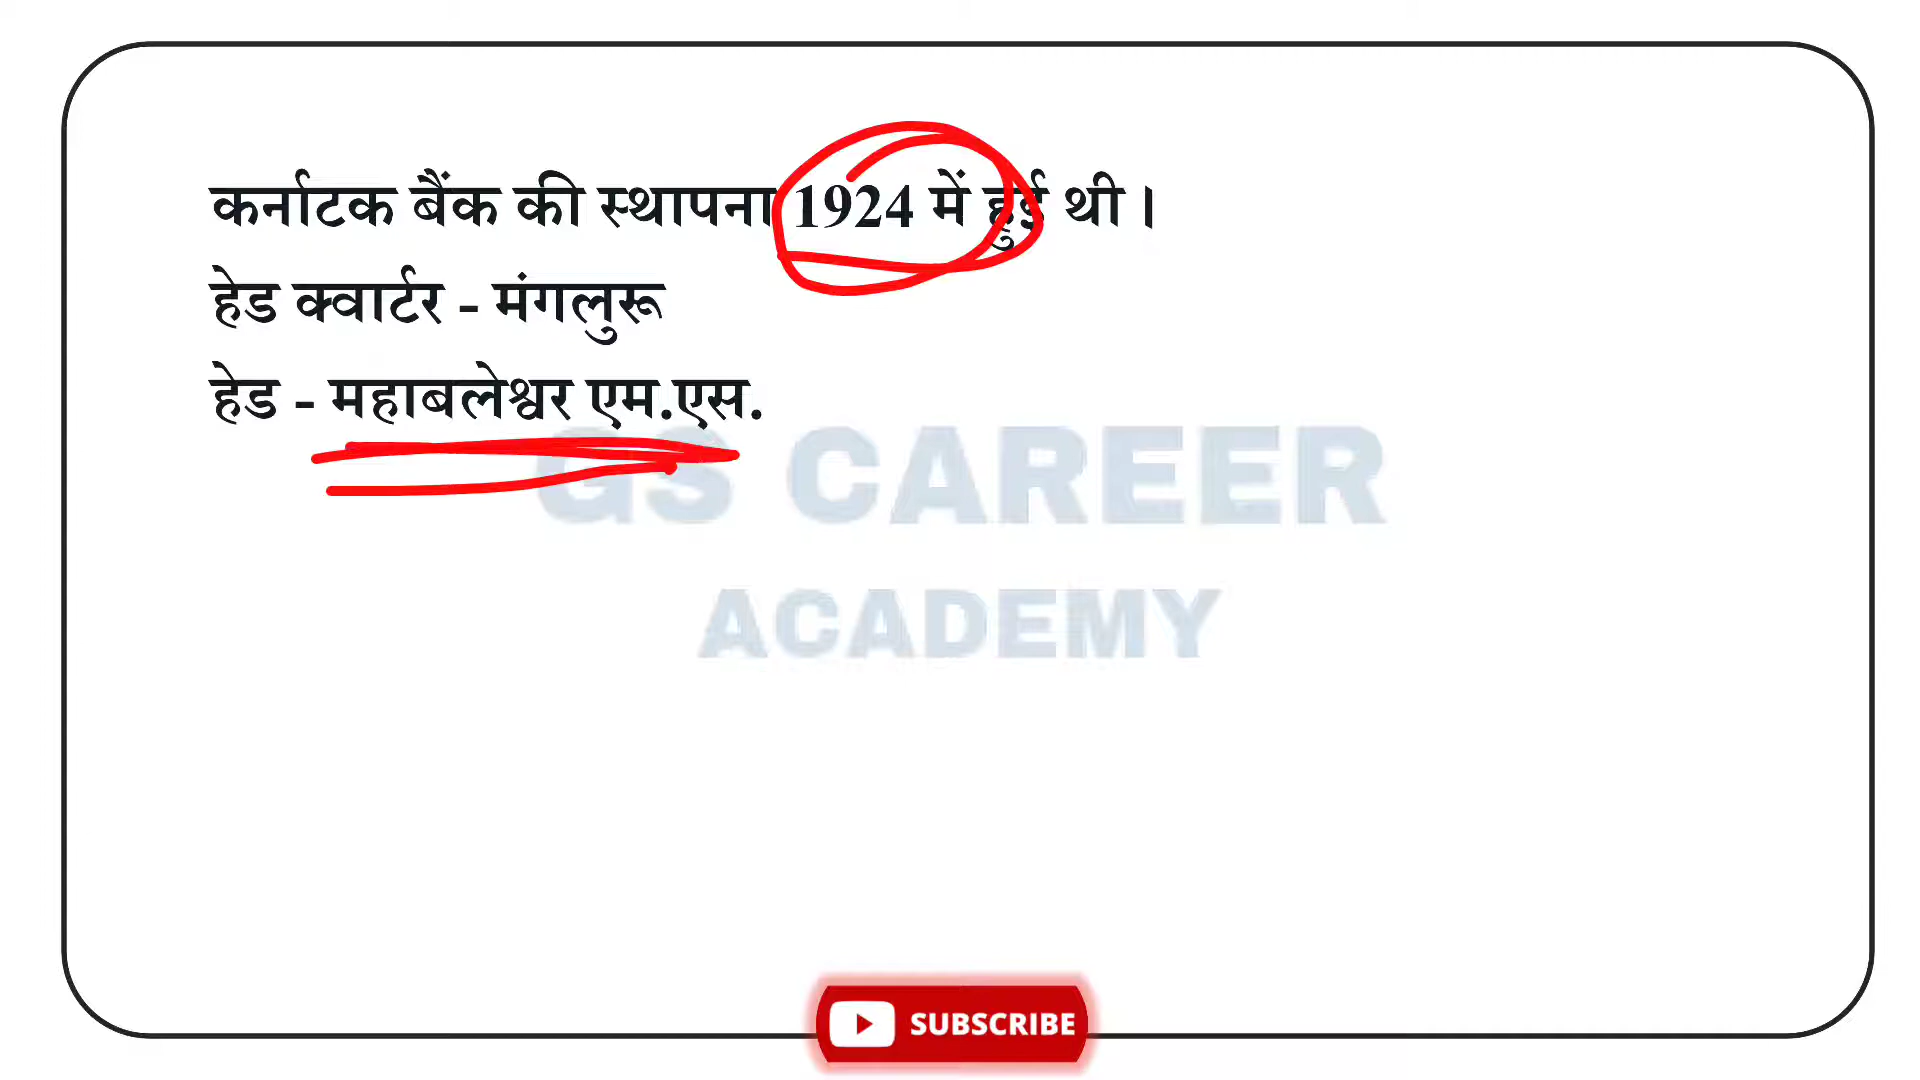 कर्नाटक बैंक की स्थापना 1924 में हुई थी।
हेड क्वार्टर - मंगलुरू
हेड - महाबलेश्वर एम.एस.
GS CAREER
ACADEMY
SUBSCRIBE